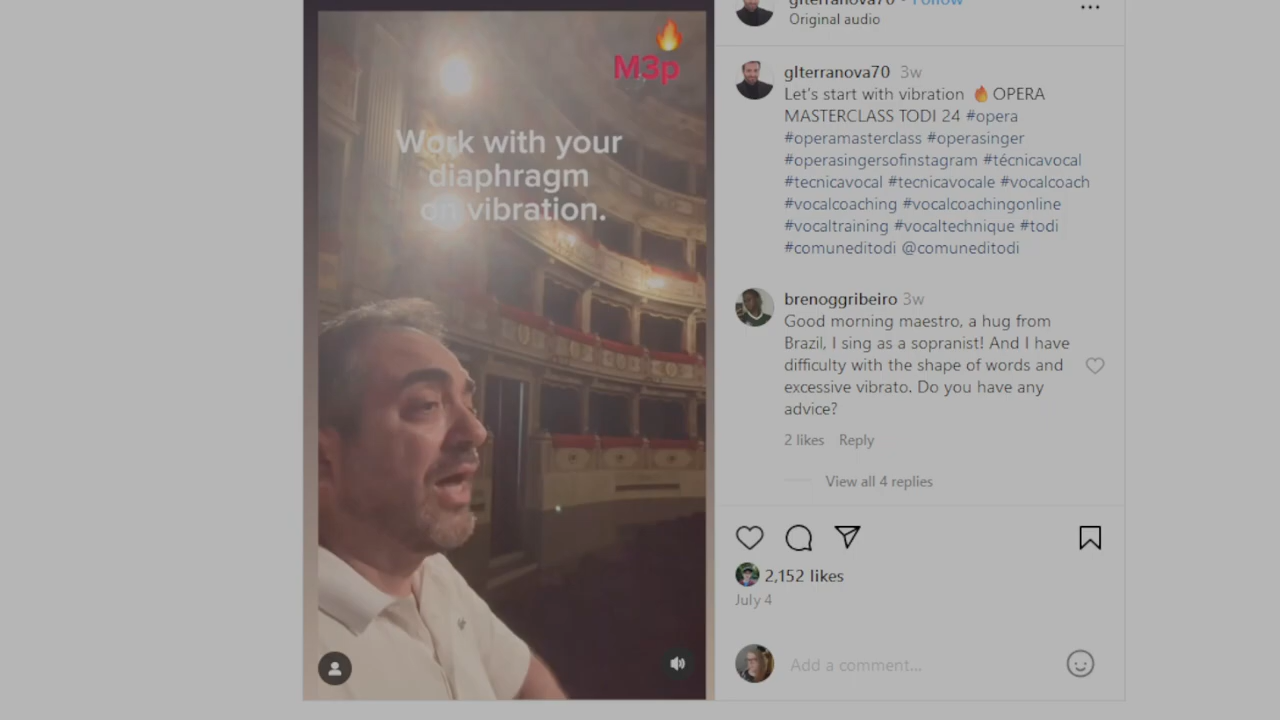 M3p
Work with your
diaphragm
on vibration.
glterranova70 • Follow
Original audio
glterranova70 3w
Let's start with vibration 🔥 OPERA
MASTERCLASS TODI 24 #opera
#operamasterclass #operasinger
#operasingersofinstagram #técnicavocal
#tecnicavocal #tecnicavocale #vocalcoach
#vocalcoaching #vocalcoachingonline
#vocaltraining #vocaltechnique #todi
#comuneditodi @comuneditodi
brenoggribeiro 3w
Good morning maestro, a hug from
Brazil, I sing as a sopranist! And I have
difficulty with the shape of words and
excessive vibrato. Do you have any
advice?
2 likes Reply
View all 4 replies
2,152 likes
July 4
Add a comment...